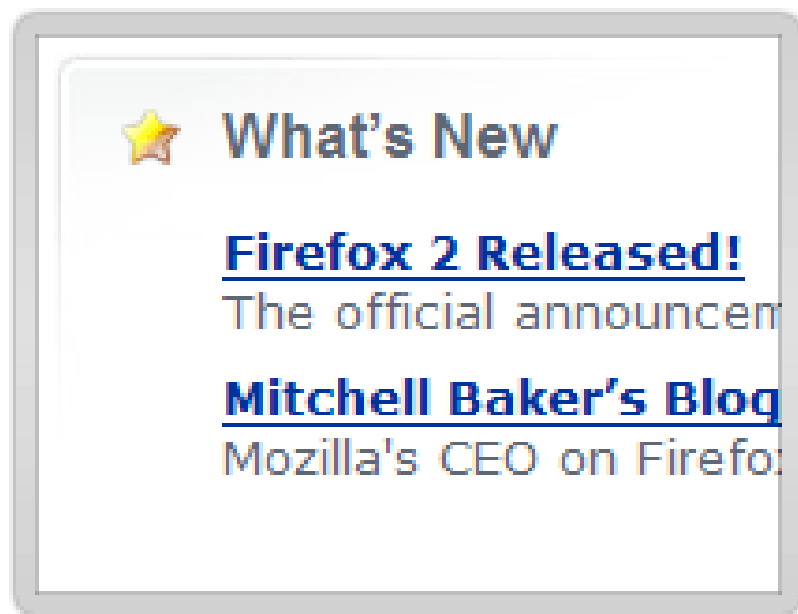 What’s New
Firefox 2 Released!
The official announcem
Mitchell Baker’s Blog
Mozilla's CEO on Firefo